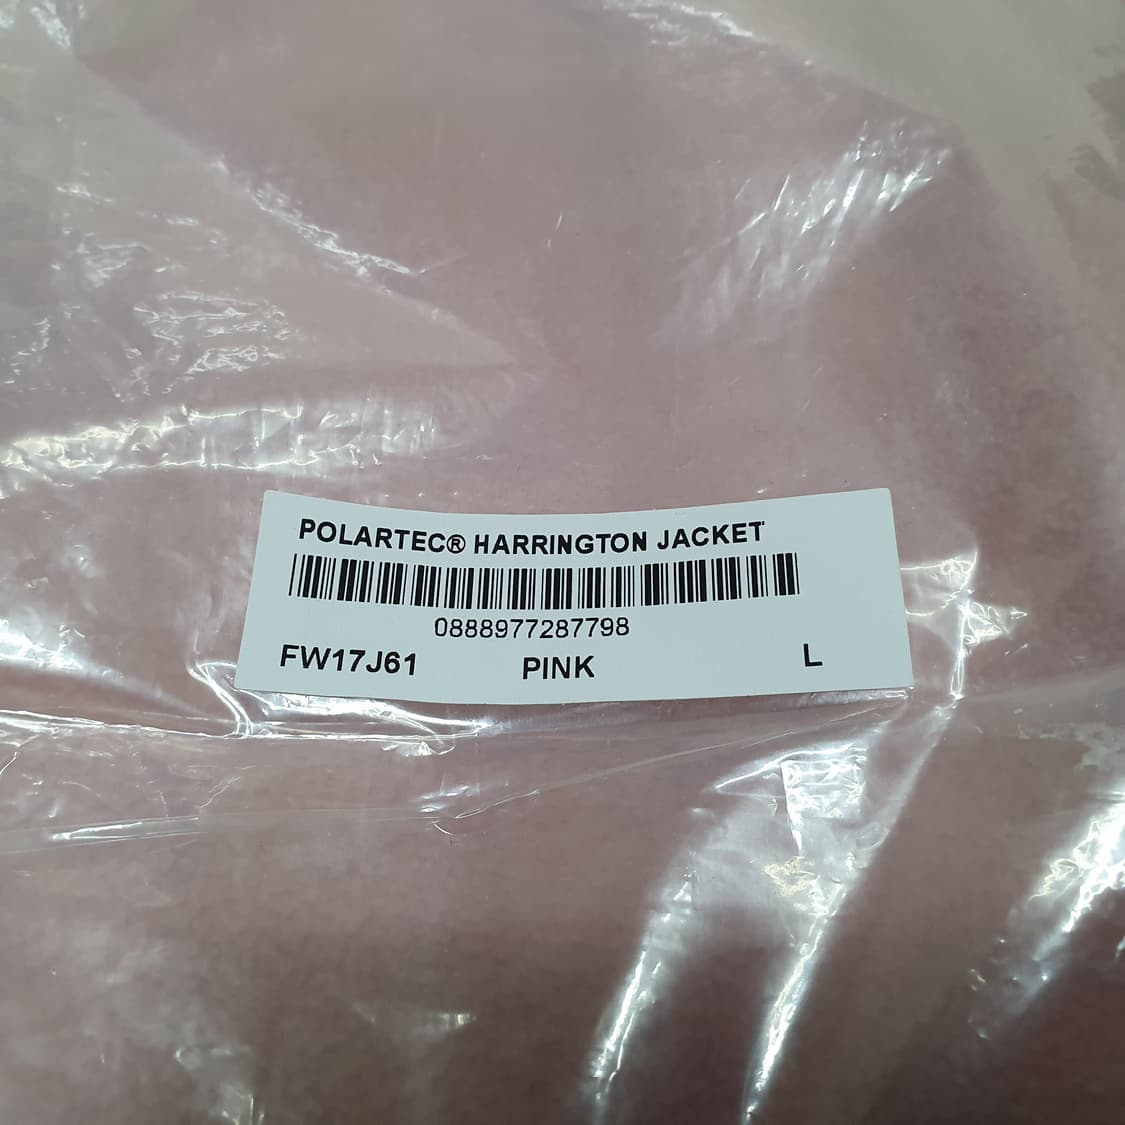 POLARTEC® HARRINGTON JACKET
0888977287798
FW17J61 PINK L